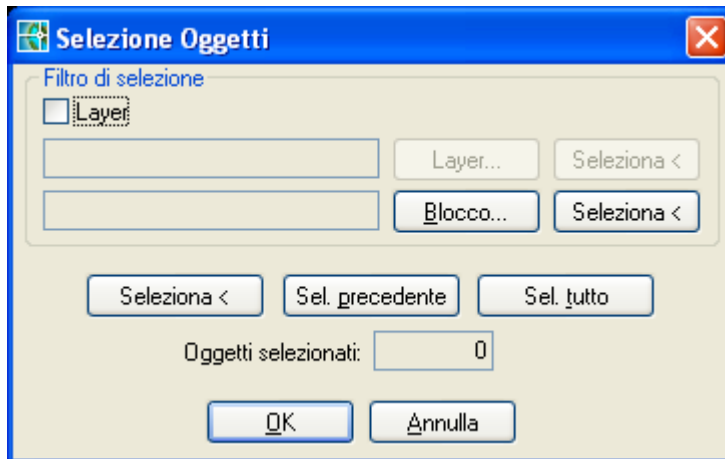 Selezione Oggetti
Filtro di selezione
Layer
Layer... Seleziona <
Blocco... Seleziona <
Seleziona < Sel. precedente Sel. tutto
Oggetti selezionati: 0
OK Annulla